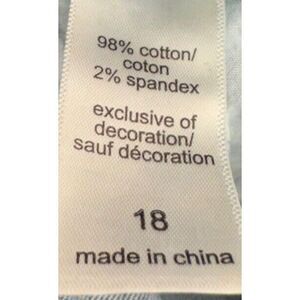 98% cotton/
coton
2% spandex
exclusive of
decoration/
sauf décoration
18
made in china